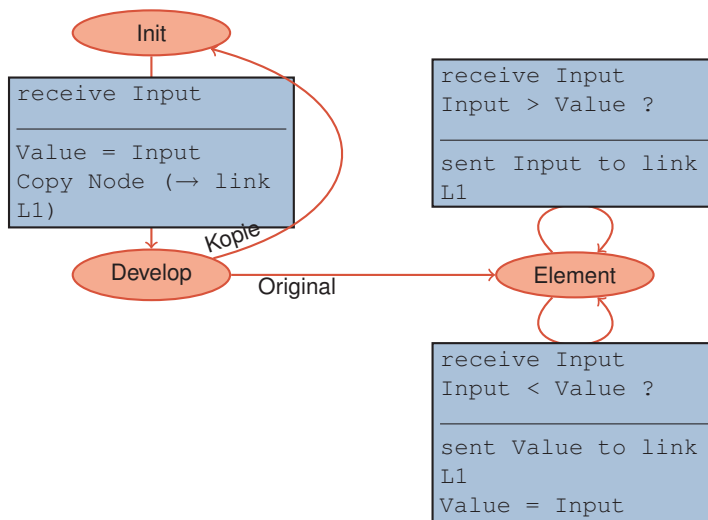 Init
receive Input
Value = Input
Copy Node (→ link
L1)
Kopie
Develop
Original
receive Input
Input > Value ?
sent Input to link
L1
Element
receive Input
Input < Value ?
sent Value to link
L1
Value = Input